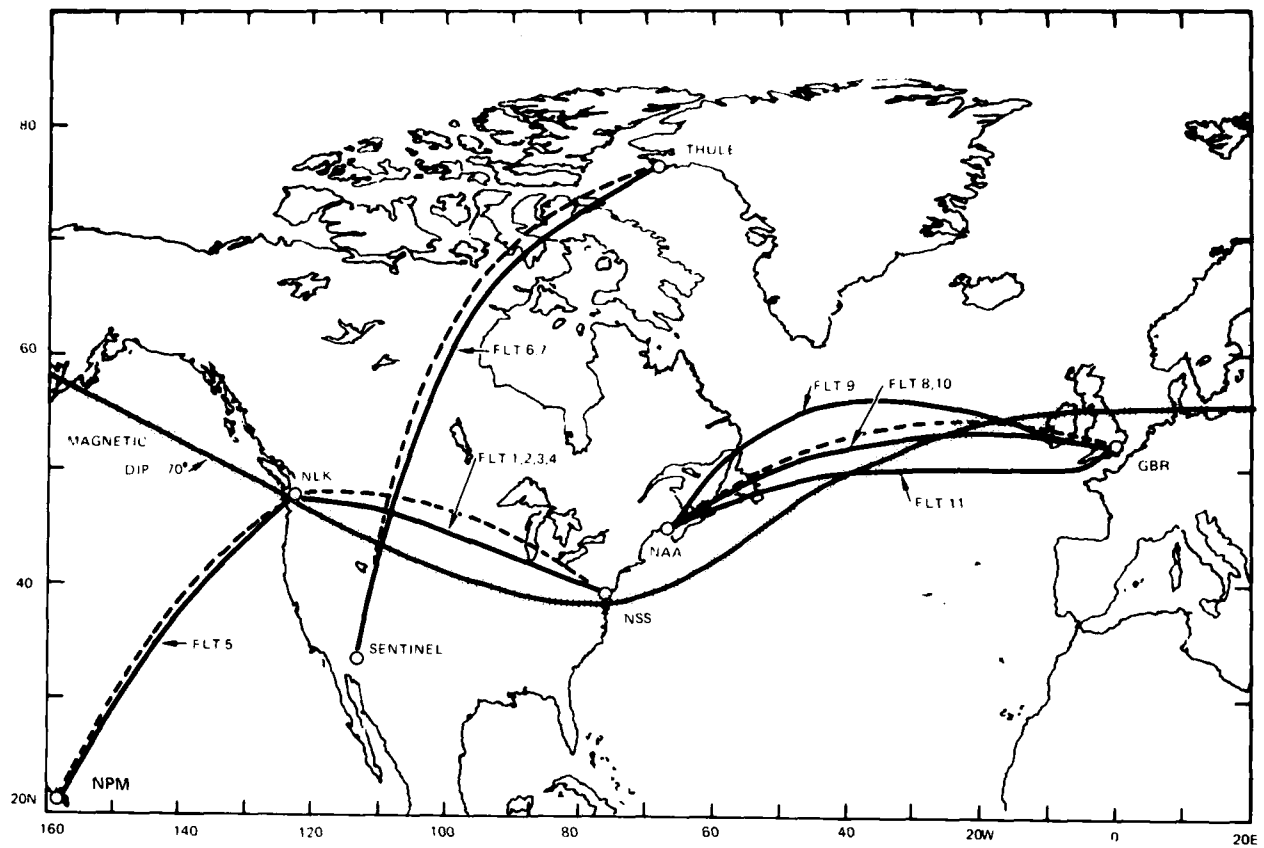 80
THULE
60
FLT 6,7
FLT 9
FLT 8,10
MAGNETIC
DIP 70°
FLT 1,2,3,4
NLK
GBR
FLT 11
NAA
40
NSS
FLT 5
SENTINEL
NPM
20N
160 140 120 100 80 60 40 20W 0 20E